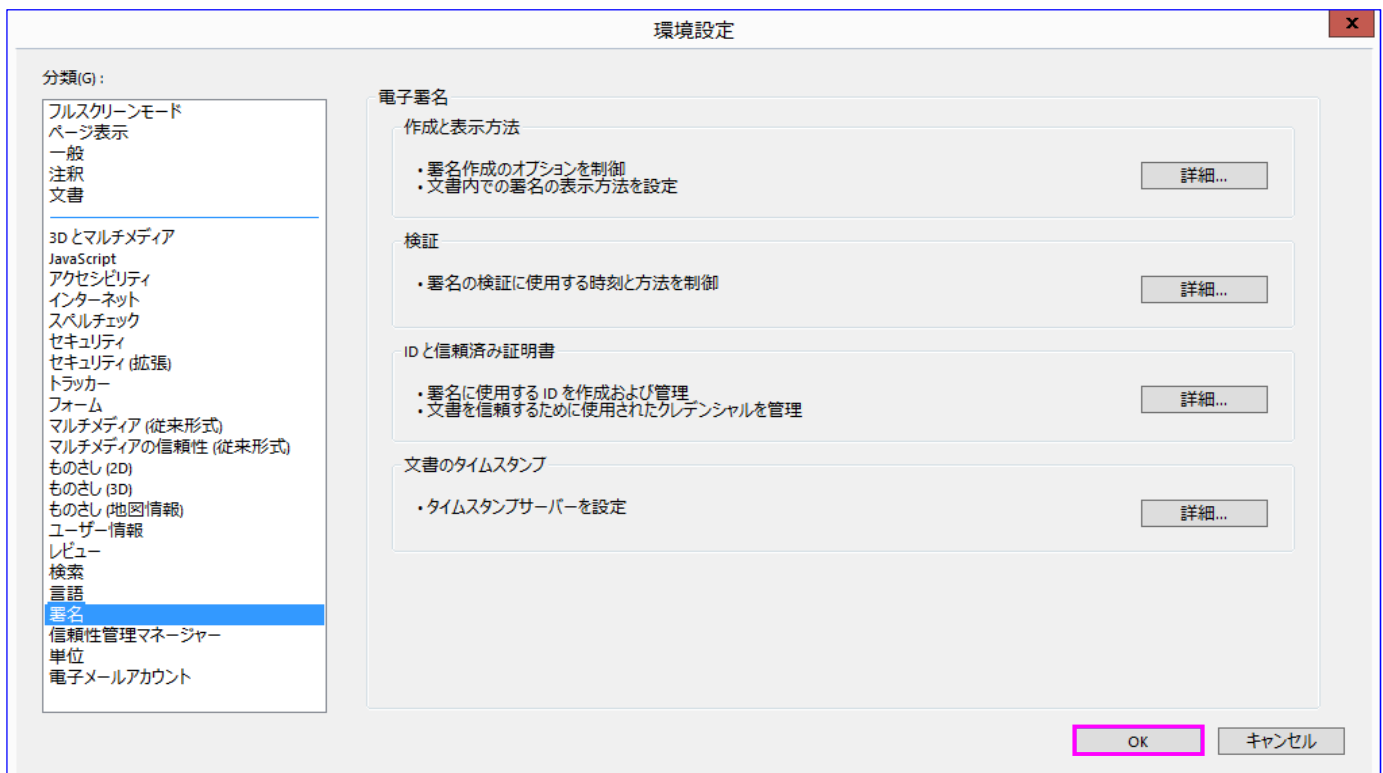 環境設定
x
分類(G) :
フルスクリーンモード
ページ表示
一般
注釈
文書
3D とマルチメディア
JavaScript
アクセシビリティ
インターネット
スペルチェック
セキュリティ
セキュリティ (拡張)
トラッカー
フォーム
マルチメディア (従来形式)
マルチメディアの信頼性 (従来形式)
ものさし (2D)
ものさし (3D)
ものさし (地図情報)
ユーザー情報
レビュー
検索
言語
署名
信頼性管理マネージャー
単位
電子メールアカウント
電子署名
作成と表示方法
・署名作成のオプションを制御
・文書内での署名の表示方法を設定
詳細...
検証
・署名の検証に使用する時刻と方法を制御
詳細...
ID と信頼済み証明書
・署名に使用する ID を作成および管理
・文書を信頼するために使用されたクレデンシャルを管理
詳細...
文書のタイムスタンプ
・タイムスタンプサーバーを設定
詳細...
OK
キャンセル